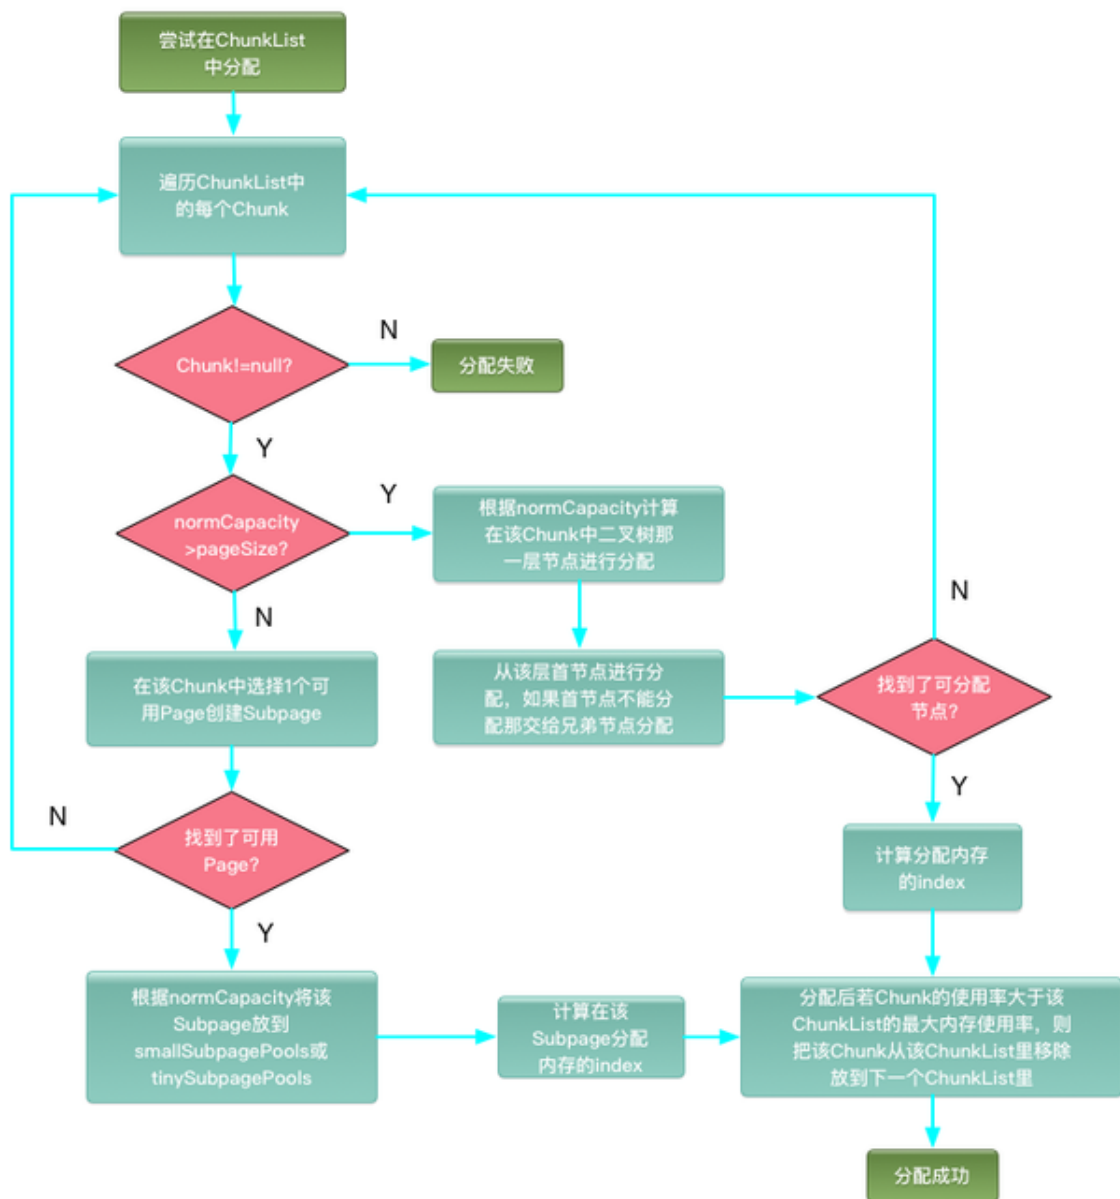 尝试在ChunkList
中分配
遍历ChunkList中
的每个Chunk
Chunk!=null?
N
分配失败
Y
normCapacity
>pageSize?
Y
根据normCapacity计算
在该Chunk中二叉树那
一层节点进行分配
N
从该层首节点进行分
配，如果首节点不能分
配那交给兄弟节点分配
找到了可分配
节点?
N
在该Chunk中选择1个可
用Page创建Subpage
Y
找到了可用
Page?
N
计算分配内存
的index
Y
根据normCapacity将该
Subpage放到
smallSubpagePools或
tinySubpagePools
计算在该
Subpage分配
内存的index
分配后若Chunk的使用率大于该
ChunkList的最大内存使用率，则
把该Chunk从该ChunkList里移除
放到下一个ChunkList里
分配成功